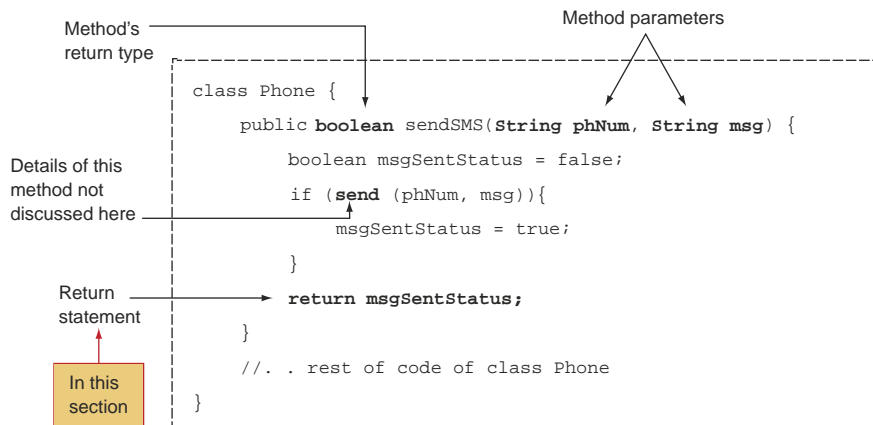 Method's
return type
Method parameters
class Phone {
public boolean sendSMS(String phNum, String msg) {
boolean msgSentStatus = false;
Details of this
method not
discussed here
if (send (phNum, msg)){
msgSentStatus = true;
}
Return
statement
return msgSentStatus;
}
In this
section
//. . rest of code of class Phone
}